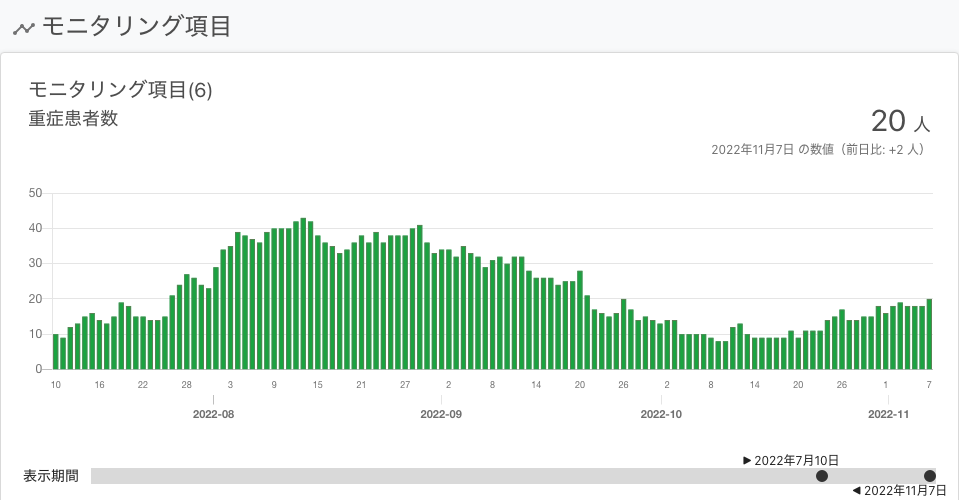 モニタリング項目
モニタリング項目(6)
重症患者数
20 人
2022年11月7日 の数値（前日比: +2 人）
50
40
30
20
10
0
10 16 22 28 3 9 15 21 27 2 8 14 20 26 2 8 14 20 26 1 7
2022-08 2022-09 2022-10 2022-11
▶ 2022年7月10日
表示期間
◀ 2022年11月7日